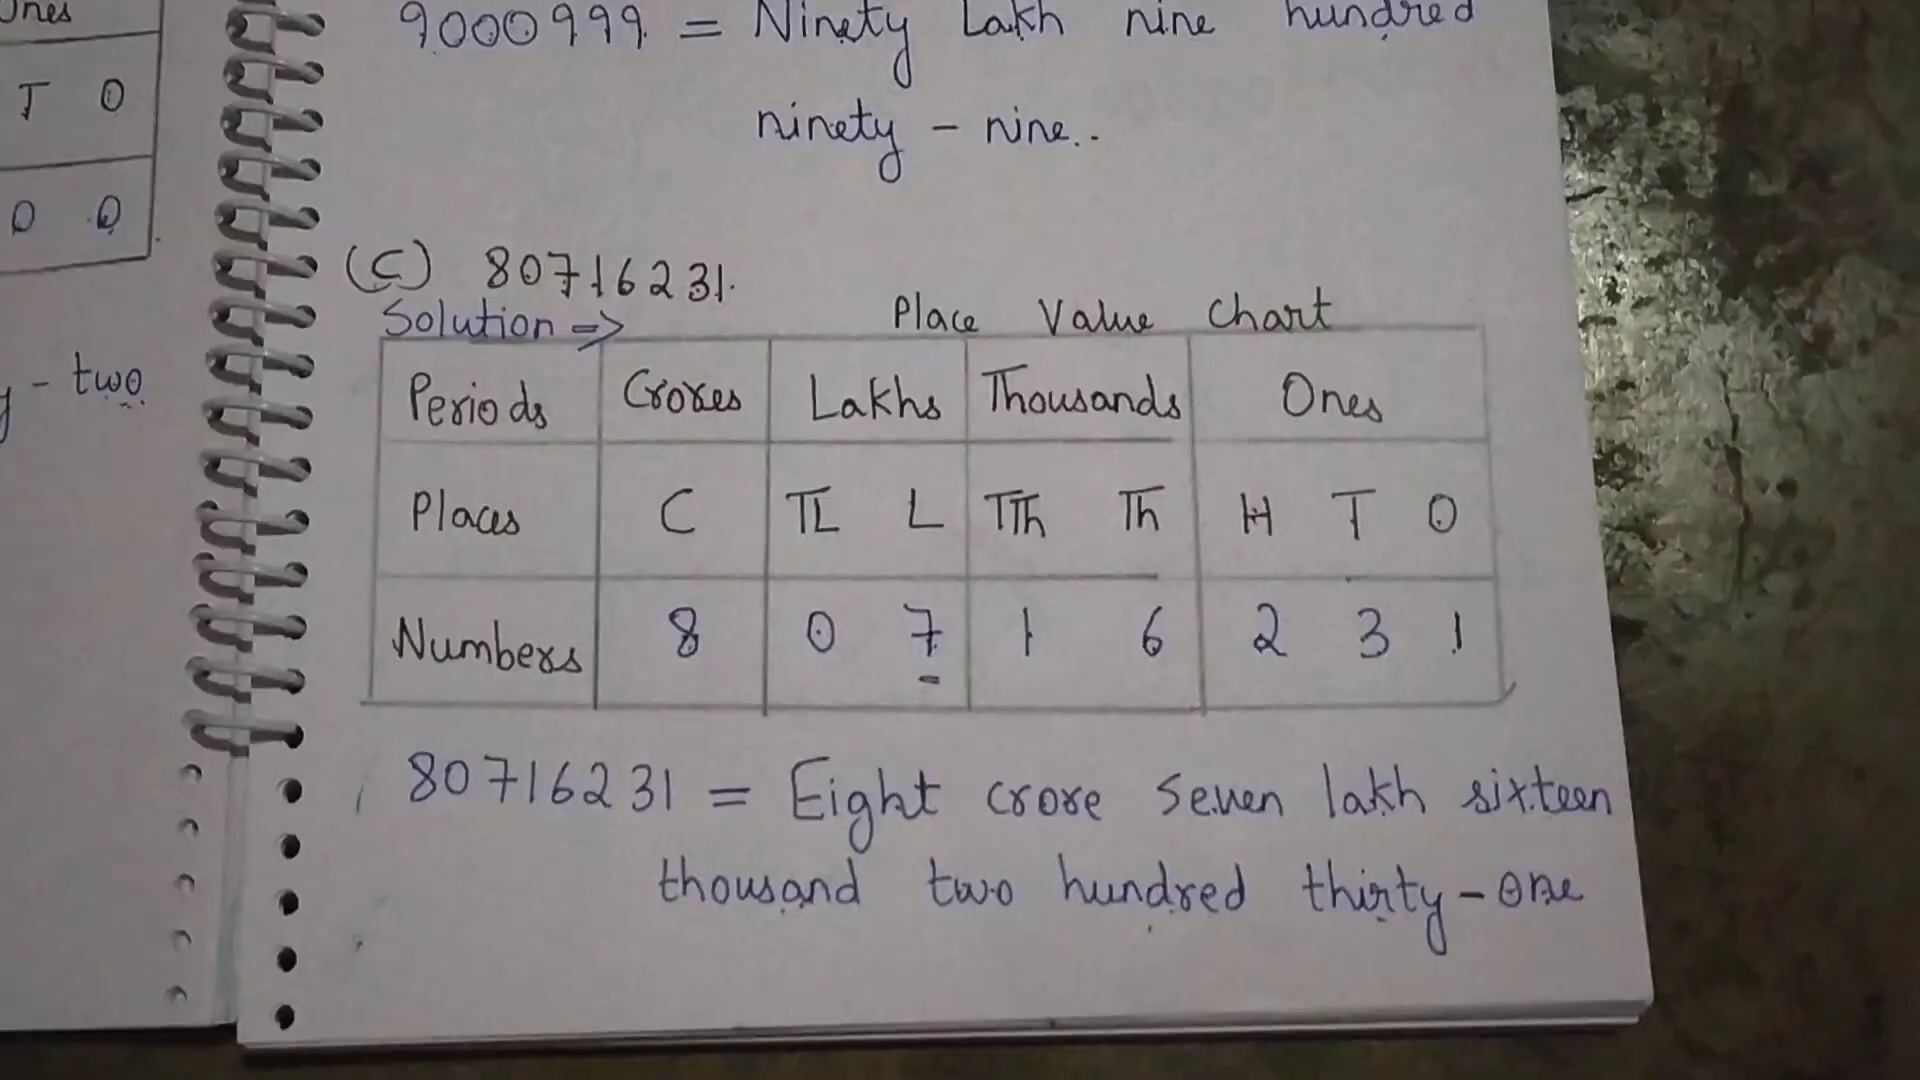 Ones
T O
0 0
- two
9000999 = Ninety Lakh nine hundred
ninety - nine.
(C) 80716231.
Solution =>
Place Value Chart
Periods Crores Lakhs Thousands Ones
Places C TL L TTh Th H T O
Numbers 8 0 7 1 6 2 3 1
80716231 = Eight crore seven lakh sixteen
thousand two hundred thirty - one